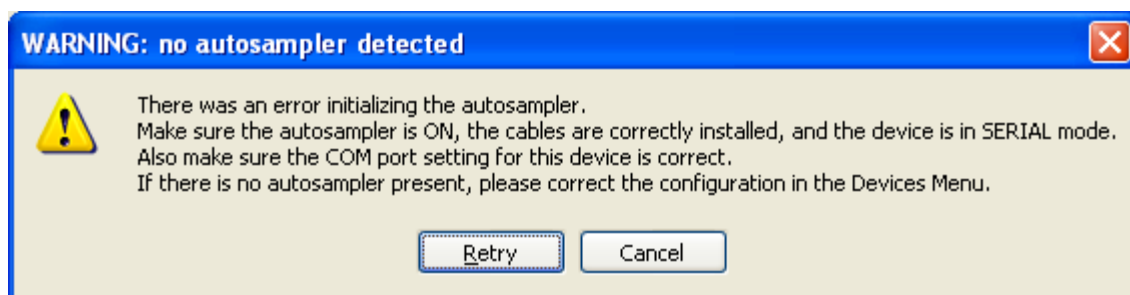 WARNING: no autosampler detected
There was an error initializing the autosampler.
Make sure the autosampler is ON, the cables are correctly installed, and the device is in SERIAL mode.
Also make sure the COM port setting for this device is correct.
If there is no autosampler present, please correct the configuration in the Devices Menu.
Retry Cancel